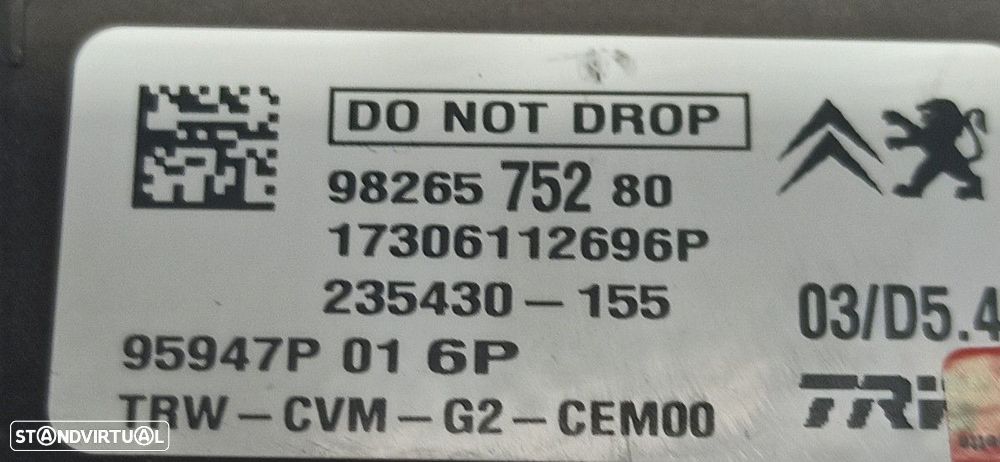 DO NOT DROP
98265 752 80
17306112696P
235430-155
03/D5.4
95947P 01 6P
TRW-CVM-G2-CEM00
STANDVIRTUAL